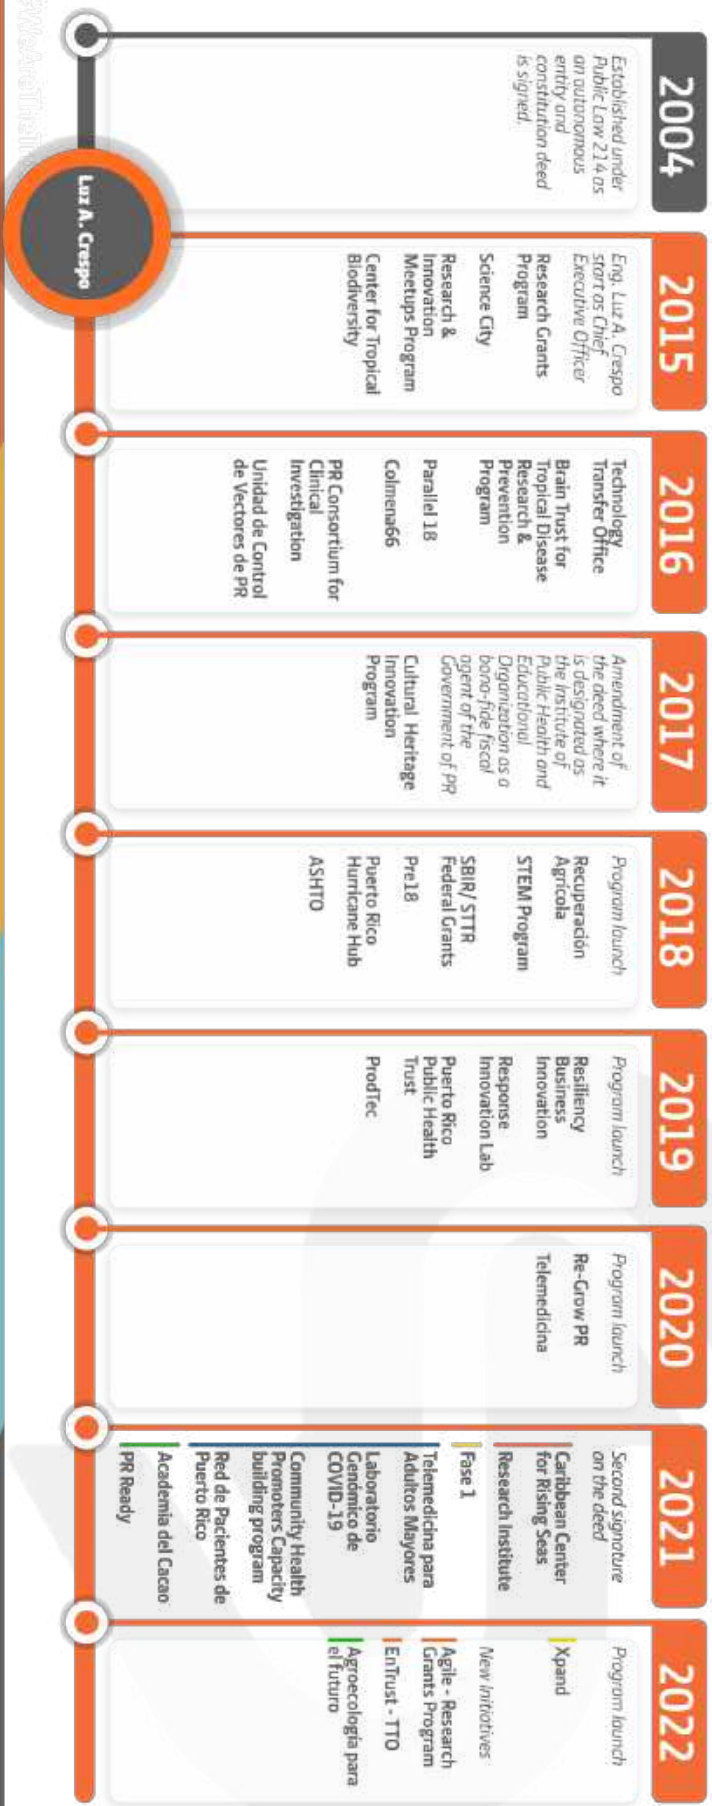 2004
Established under
Public Law 214 as
an autonomous
entity and
constitution deed
is signed.
Luz A. Crespo
2015
Eng. Luz A. Crespo
start as Chief
Executive Officer
Research Grants
Program
Science City
Research &
Innovation
Meetups Program
Center for Tropical
Biodiversity
2016
Technology
Transfer Office
Brain Trust for
Tropical Disease
Research &
Prevention
Program
Parallel 18
Colmena66
PR Consortium for
Clinical
Investigation
Unidad de Control
de Vectores de PR
2017
Amendment of
the deed where it
is designated as
the Institute of
Public Health and
Educational
Organization as a
bona-fide fiscal
agent of the
Government of PR
Cultural Heritage
Innovation
Program
2018
Program launch
Recuperación
Agrícola
STEM Program
SBIR/ STTR
Federal Grants
Pre18
Puerto Rico
Hurricane Hub
ASHTO
2019
Program launch
Resiliency
Business
Innovation
Response
Innovation Lab
Puerto Rico
Public Health
Trust
ProdTec
2020
Program launch
Re-Grow PR
Telemedicina
2021
Second signature
on the deed
Caribbean Center
for Rising Seas
Research Institute
Fase 1
Telemedicina para
Adultos Mayores
Laboratorio
Genómico de
COVID-19
Community Health
Promoters Capacity
building program
Red de Pacientes de
Puerto Rico
Academia del Cacao
PR Ready
2022
Program launch
Xpand
New Initiatives
Agile - Research
Grants Program
EnTrust - TTO
Agroecología para
el futuro